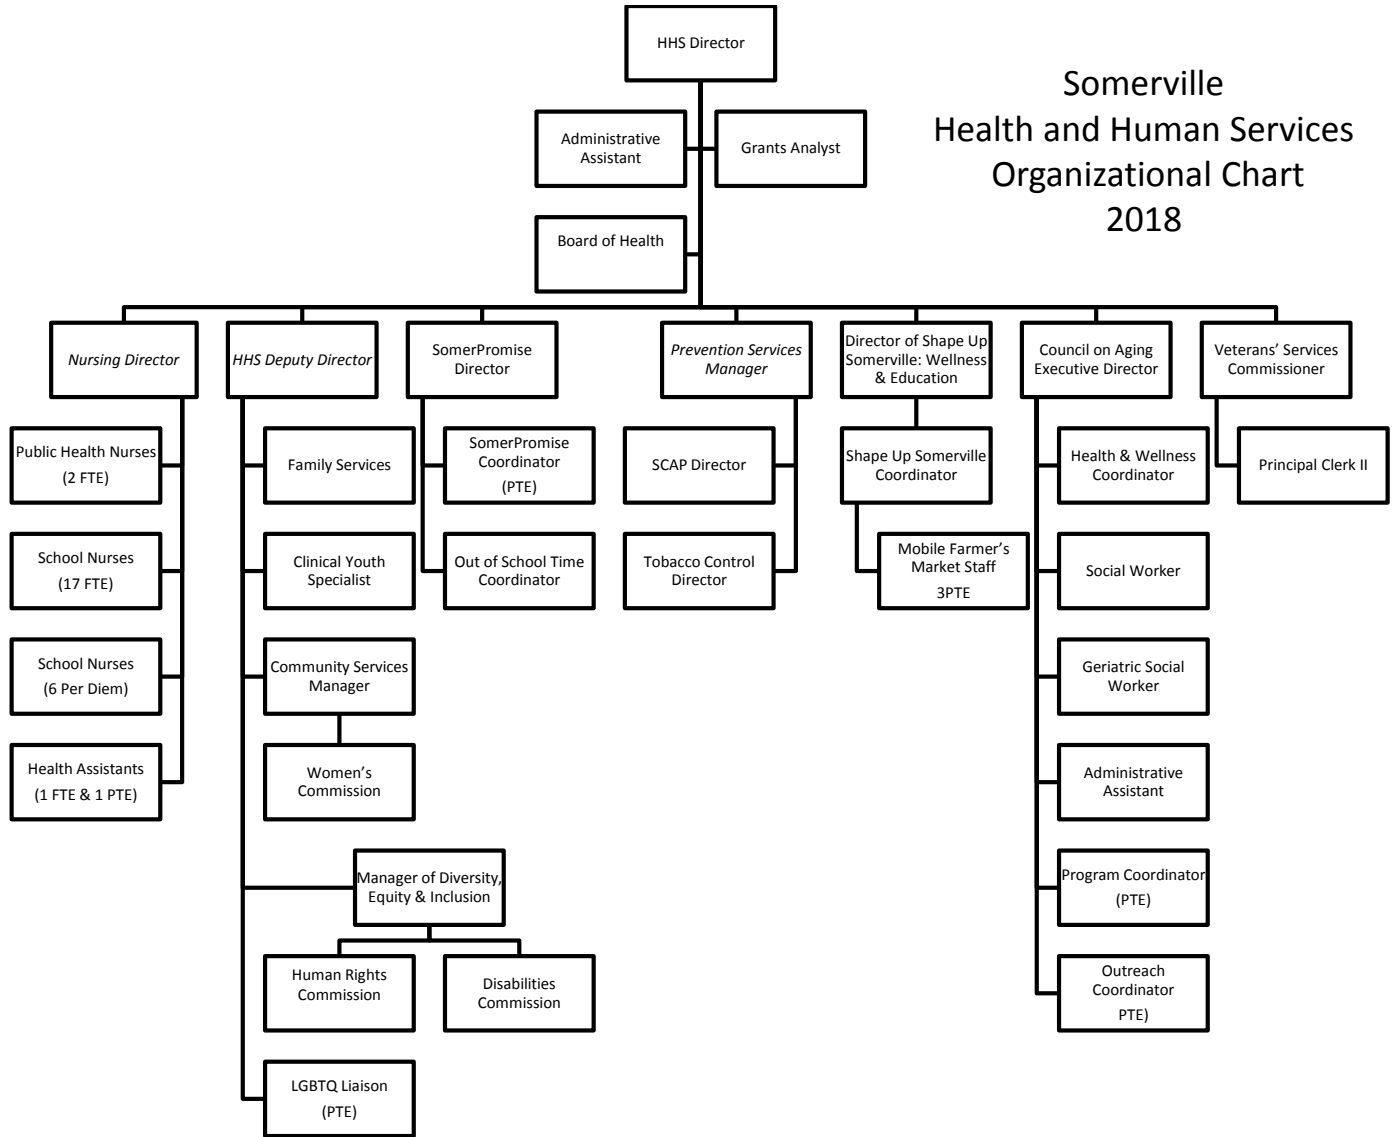 HHS Director
Somerville
Health and Human Services
Organizational Chart
2018
Administrative
Assistant
Grants Analyst
Board of Health
Nursing Director
HHS Deputy Director
SomerPromise
Director
Prevention Services
Manager
Director of Shape Up
Somerville: Wellness
& Education
Council on Aging
Executive Director
Veterans’ Services
Commissioner
Public Health Nurses
(2 FTE)
Family Services
SomerPromise
Coordinator
(PTE)
SCAP Director
Shape Up Somerville
Coordinator
Health & Wellness
Coordinator
Principal Clerk II
School Nurses
(17 FTE)
Clinical Youth
Specialist
Out of School Time
Coordinator
Tobacco Control
Director
Mobile Farmer’s
Market Staff
3PTE
Social Worker
School Nurses
(6 Per Diem)
Community Services
Manager
Geriatric Social
Worker
Health Assistants
(1 FTE & 1 PTE)
Women’s
Commission
Administrative
Assistant
Manager of Diversity,
Equity & Inclusion
Program Coordinator
(PTE)
Human Rights
Commission
Disabilities
Commission
Outreach
Coordinator
PTE)
LGBTQ Liaison
(PTE)